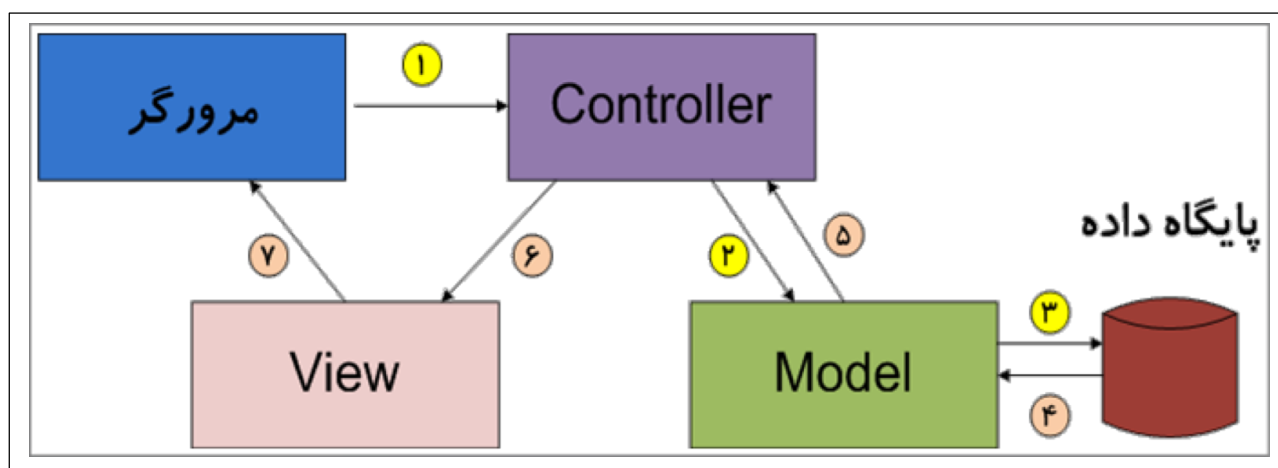 مرورگر
۱
Controller
پایگاه داده
۷
۶
۲
۵
View
Model
۳
۴